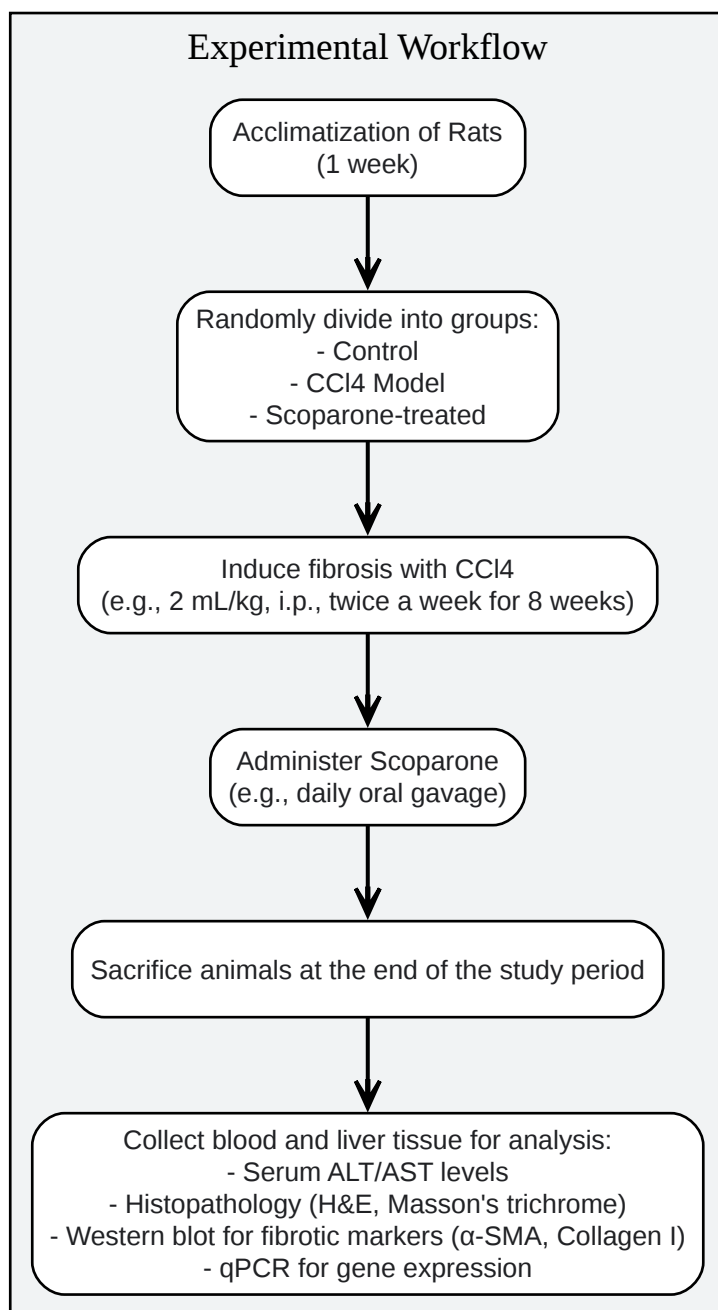 Experimental Workflow
Acclimatization of Rats
(1 week)
Randomly divide into groups:
- Control
- CCl4 Model
- Scoparone-treated
Induce fibrosis with CCl4
(e.g., 2 mL/kg, i.p., twice a week for 8 weeks)
Administer Scoparone
(e.g., daily oral gavage)
Sacrifice animals at the end of the study period
Collect blood and liver tissue for analysis:
- Serum ALT/AST levels
- Histopathology (H&E, Masson's trichrome)
- Western blot for fibrotic markers (α-SMA, Collagen I)
- qPCR for gene expression